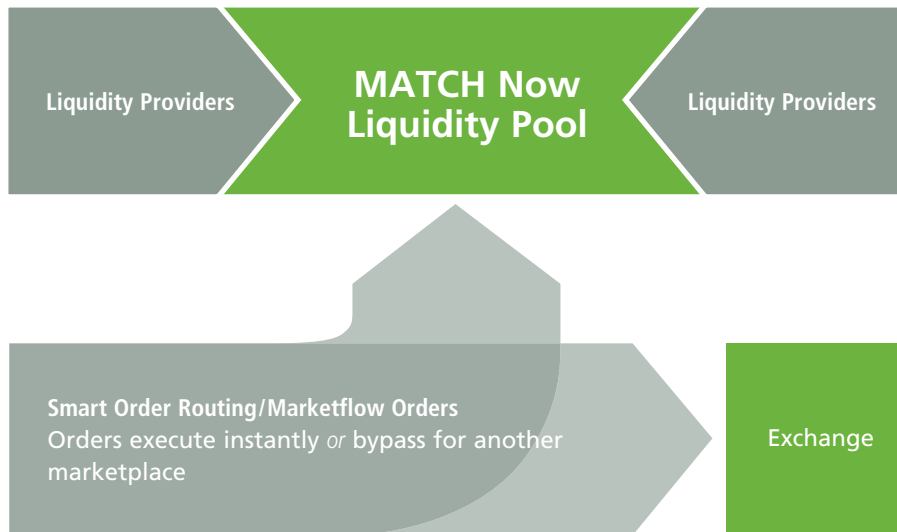 Liquidity Providers
MATCH Now
Liquidity Pool
Liquidity Providers
Smart Order Routing/Marketflow Orders
Orders execute instantly or bypass for another
marketplace
Exchange